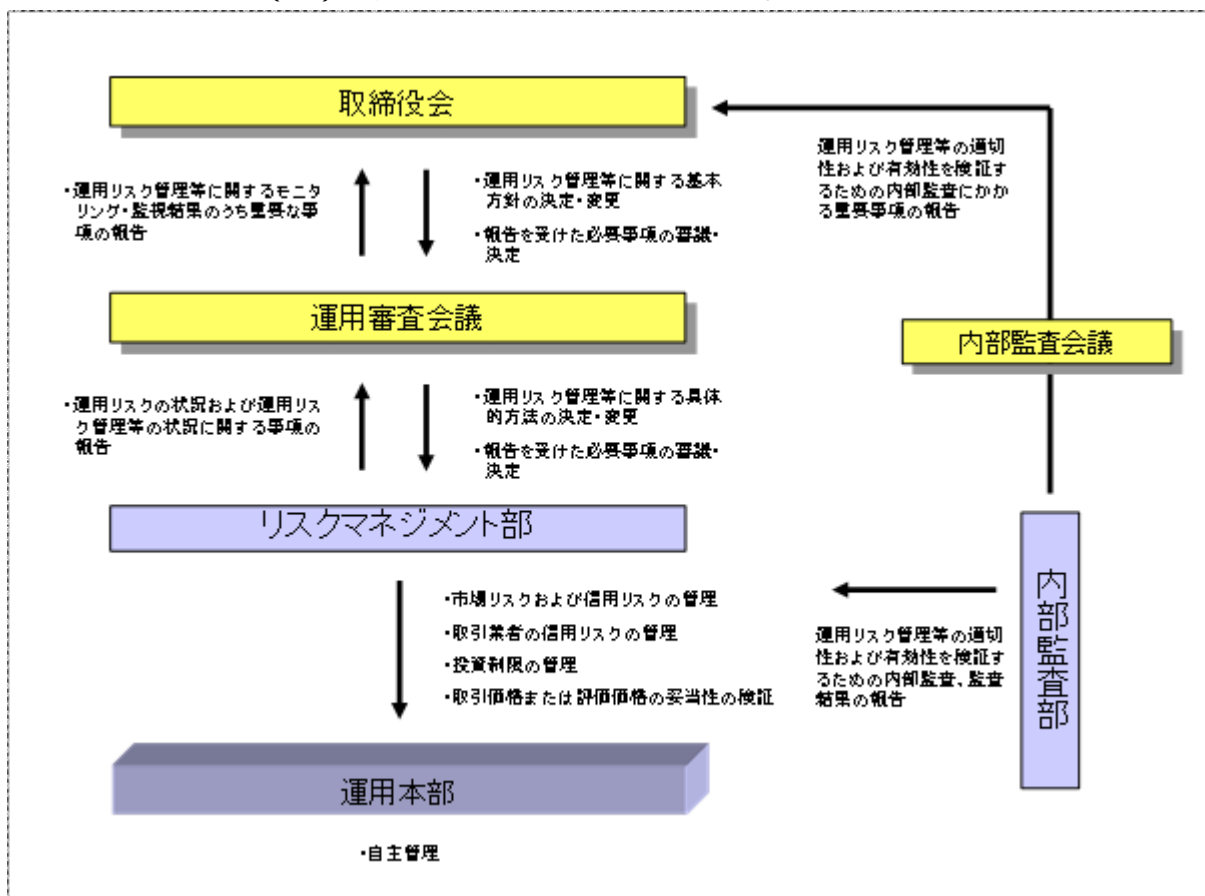 取締役会
・運用リスク管理等に関するモニ
タリング・監視結果のうち重要な事
項の報告
・運用リスク管理等に関する基本
方針の決定・変更
・報告を受けた必要事項の審議・
決定
運用リスク管理等の適切
性および有効性を検証す
るための内部監査にかか
る重要事項の報告
運用審査会議
内部監査会議
・運用リスクの状況および運用リス
ク管理等の状況に関する事項の
報告
・運用リスク管理等に関する具体
的方法の決定・変更
・報告を受けた必要事項の審議・
決定
リスクマネジメント部
・市場リスクおよび信用リスクの管理
・取引業者の信用リスクの管理
・投資制限の管理
・取引価格または評価価格の妥当性の検証
運用リスク管理等の適切
性および有効性を検証す
るための内部監査、監査
結果の報告
内部監査部
運用本部
・自主管理